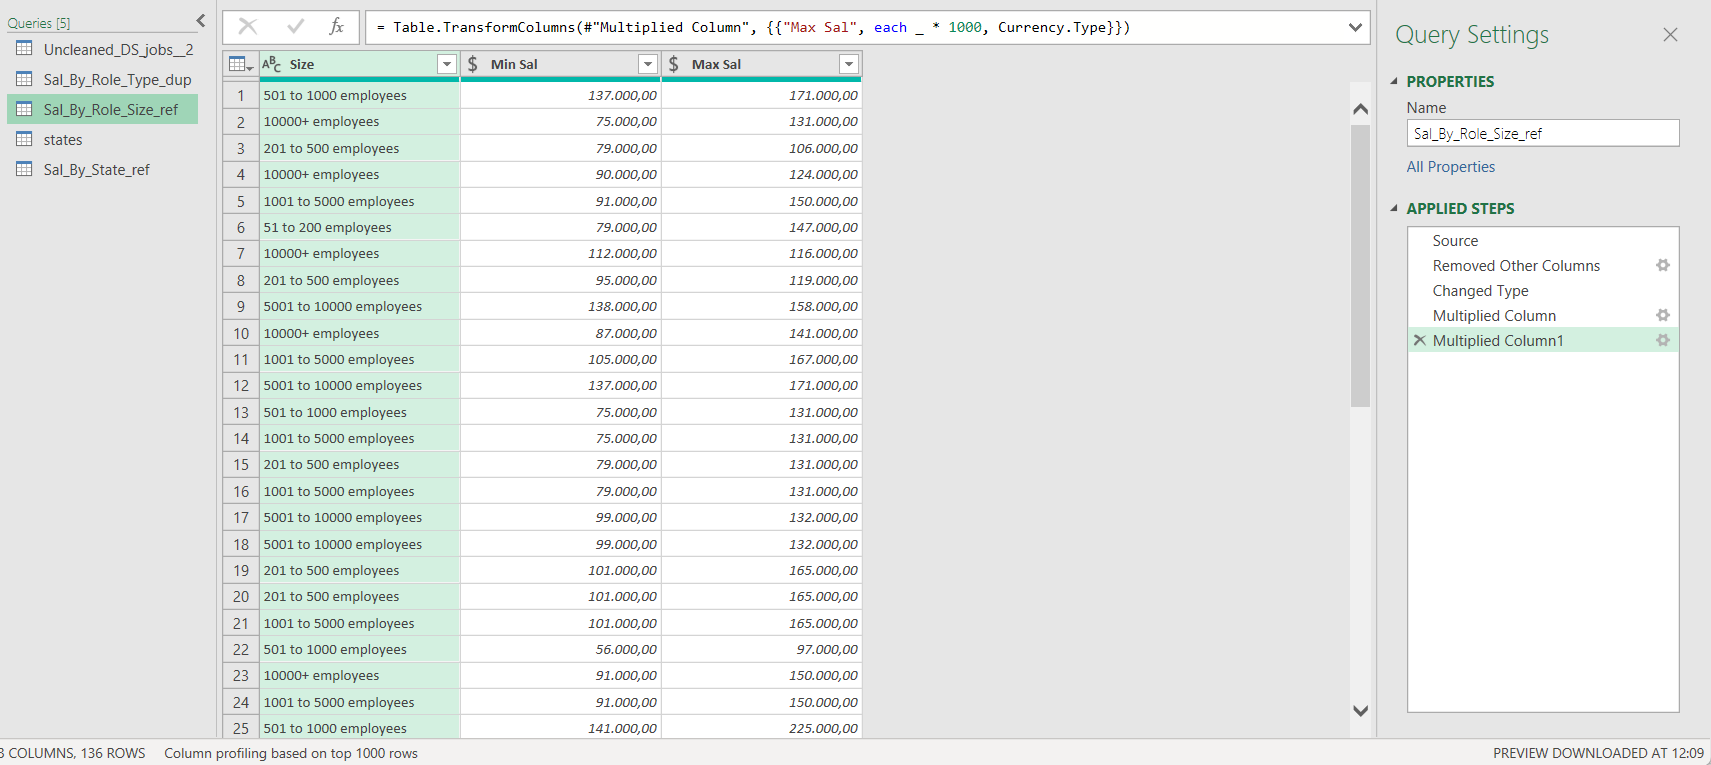 Queries [5]
Uncleaned_DS_jobs__2
Sal_By_Role_Type_dup
Sal_By_Role_Size_ref
states
Sal_By_State_ref
fx = Table.TransformColumns(#"Multiplied Column", {{"Max Sal", each _ * 1000, Currency.Type}})
ABC Size $ Min Sal $ Max Sal
1 501 to 1000 employees 137.000,00 171.000,00
2 10000+ employees 75.000,00 131.000,00
3 201 to 500 employees 79.000,00 106.000,00
4 10000+ employees 90.000,00 124.000,00
5 1001 to 5000 employees 91.000,00 150.000,00
6 51 to 200 employees 79.000,00 147.000,00
7 10000+ employees 112.000,00 116.000,00
8 201 to 500 employees 95.000,00 119.000,00
9 5001 to 10000 employees 138.000,00 158.000,00
10 10000+ employees 87.000,00 141.000,00
11 1001 to 5000 employees 105.000,00 167.000,00
12 5001 to 10000 employees 137.000,00 171.000,00
13 501 to 1000 employees 75.000,00 131.000,00
14 1001 to 5000 employees 75.000,00 131.000,00
15 201 to 500 employees 79.000,00 131.000,00
16 1001 to 5000 employees 79.000,00 131.000,00
17 5001 to 10000 employees 99.000,00 132.000,00
18 5001 to 10000 employees 99.000,00 132.000,00
19 201 to 500 employees 101.000,00 165.000,00
20 201 to 500 employees 101.000,00 165.000,00
21 1001 to 5000 employees 101.000,00 165.000,00
22 501 to 1000 employees 56.000,00 97.000,00
23 10000+ employees 91.000,00 150.000,00
24 1001 to 5000 employees 91.000,00 150.000,00
25 501 to 1000 employees 141.000,00 225.000,00
Query Settings
PROPERTIES
Name
Sal_By_Role_Size_ref
All Properties
APPLIED STEPS
Source
Removed Other Columns
Changed Type
Multiplied Column
Multiplied Column1
3 COLUMNS, 136 ROWS Column profiling based on top 1000 rows PREVIEW DOWNLOADED AT 12:09